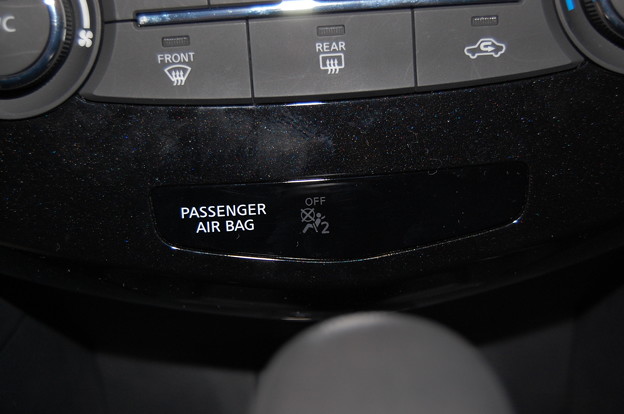 C
FRONT
REAR
OFF
PASSENGER
AIR BAG
2